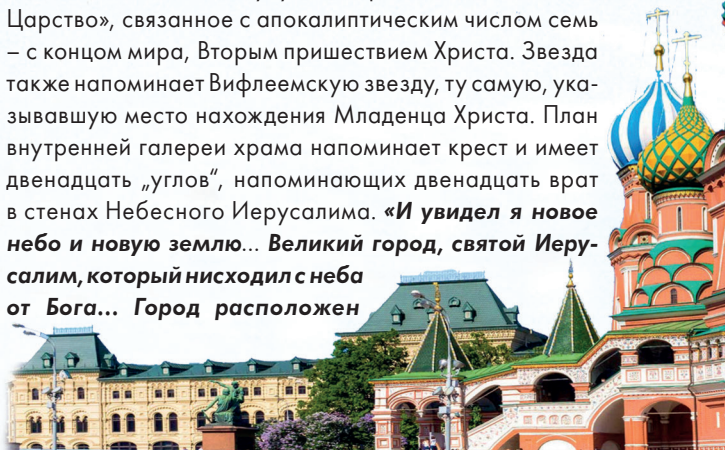 Царство», связанное с апокалиптическим числом семь
– с концом мира, Вторым пришествием Христа. Звезда
также напоминает Вифлеемскую звезду, ту самую, ука-
зывавшую место нахождения Младенца Христа. План
внутренней галереи храма напоминает крест и имеет
двенадцать „углов“, напоминающих двенадцать врат
в стенах Небесного Иерусалима. «И увидел я новое
небо и новую землю... Великий город, святой Иеру-
салим, который нисходил с неба
от Бога... Город расположен